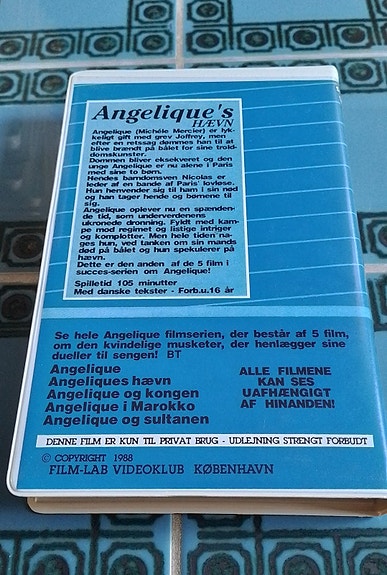 Angelique's
HÆVN
Angelique (Michéle Mercier) er lyk-
keligt gift med grev Joffrey, men
efter en retssag dømmes han til at
blive brændt på bålet for sine trold-
domskunster.
Dommen bliver eksekveret og den
unge Angelique er nu alene i Paris
med sine to børn.
Hendes barndomsven Nicolas er
leder af en bande af Paris' lovløse.
Hun henvender sig til ham i sin nød
og han tager hende og børnene til
sig.
Angelique oplever nu en spænden-
de tid, som underverdenens
ukronede dronning. Fyldt med kam-
pe mod regimet og listige intriger
og komplotter. Men hele tiden na-
ges hun, ved tanken om sin mands
død på bålet og hun spekulerer på
hævn.
Dette er den anden af de 5 film i
succes-serien om Angelique!
Spilletid 105 minutter
Med danske tekster - Forb.u.16 år
Se hele Angelique filmserien, der består af 5 film,
om den kvindelige musketer, der henlægger sine
dueller til sengen! BT
Angelique
Angeliques hævn
Angelique og kongen
Angelique i Marokko
Angelique og sultanen
ALLE FILMENE
KAN SES
UAFHÆNGIGT
AF HINANDEN!
DENNE FILM ER KUN TIL PRIVAT BRUG - UDLEJNING STRENGT FORBUDT
© COPYRIGHT 1988
FILM-LAB VIDEOKLUB KØBENHAVN